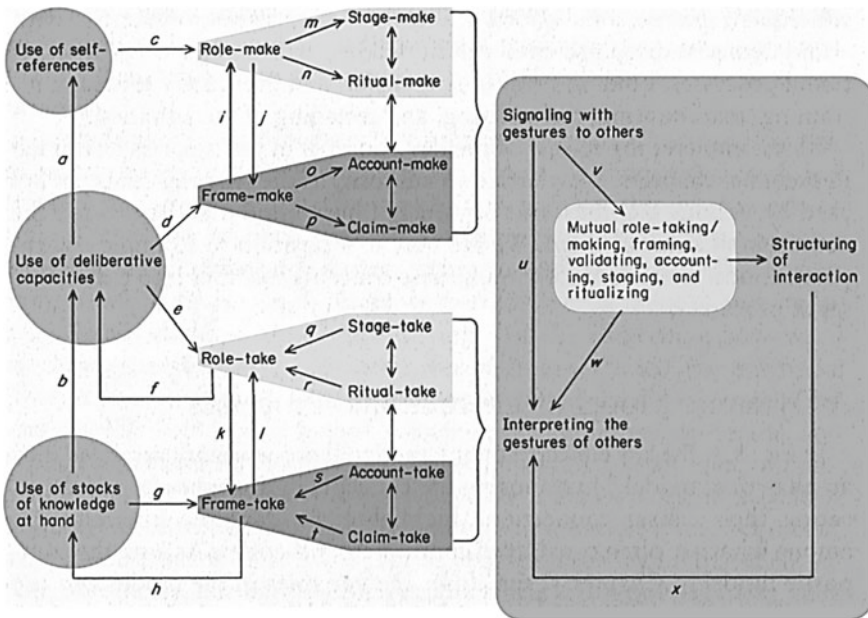 Use of self-
references
c
Role-make
m
n
Stage-make
Ritual-make
a
i
j
d
Frame-make
o
p
Account-make
Claim-make
Use of deliberative
capacities
e
Role-take
q
r
Stage-take
Ritual-take
b
f
k
l
Use of stocks
of knowledge
at hand
g
Frame-take
s
t
Account-take
Claim-take
h
Signaling with
gestures to others
v
u
Mutual role-taking/
making, framing,
validating, account-
ing, staging, and
ritualizing
Structuring
of
interaction
w
Interpreting the
gestures of others
x